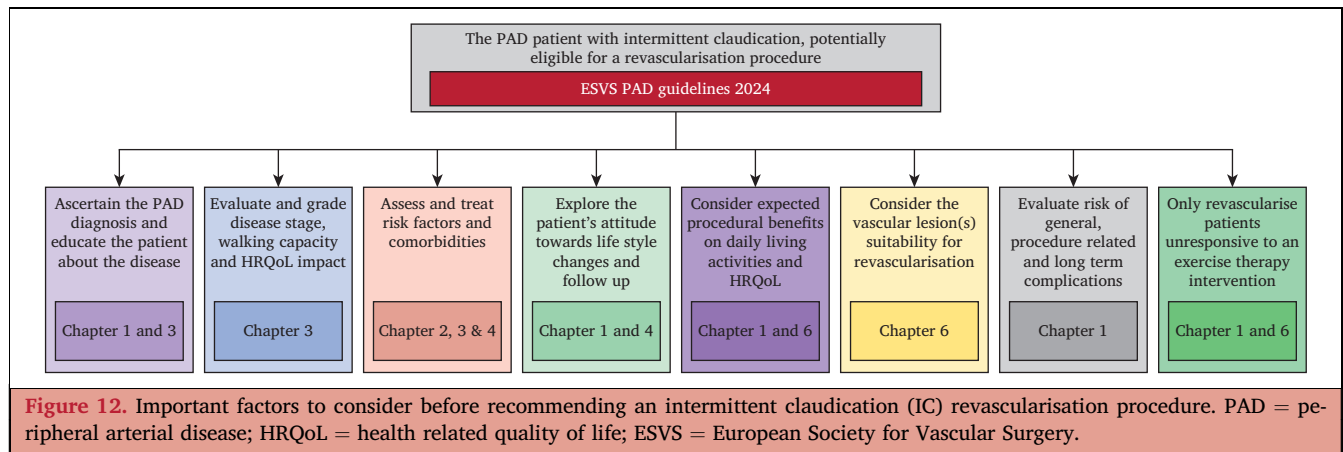 The PAD patient with intermittent claudication, potentially
eligible for a revascularisation procedure
ESVS PAD guidelines 2024
Ascertain the PAD
diagnosis and
educate the patient
about the disease
Chapter 1 and 3
Evaluate and grade
disease stage,
walking capacity
and HRQoL impact
Chapter 3
Assess and treat
risk factors and
comorbidities
Chapter 2, 3 & 4
Explore the
patient's attitude
towards life style
changes and
follow up
Chapter 1 and 4
Consider expected
procedural benefits
on daily living
activities and
HRQoL
Chapter 1 and 6
Consider the
vascular lesion(s)
suitability for
revascularisation
Chapter 6
Evaluate risk of
general,
procedure related
and long term
complications
Chapter 1
Only revascularise
patients
unresponsive to an
exercise therapy
intervention
Chapter 1 and 6
Figure 12. Important factors to consider before recommending an intermittent claudication (IC) revascularisation procedure. PAD = pe-
ripheral arterial disease; HRQoL = health related quality of life; ESVS = European Society for Vascular Surgery.